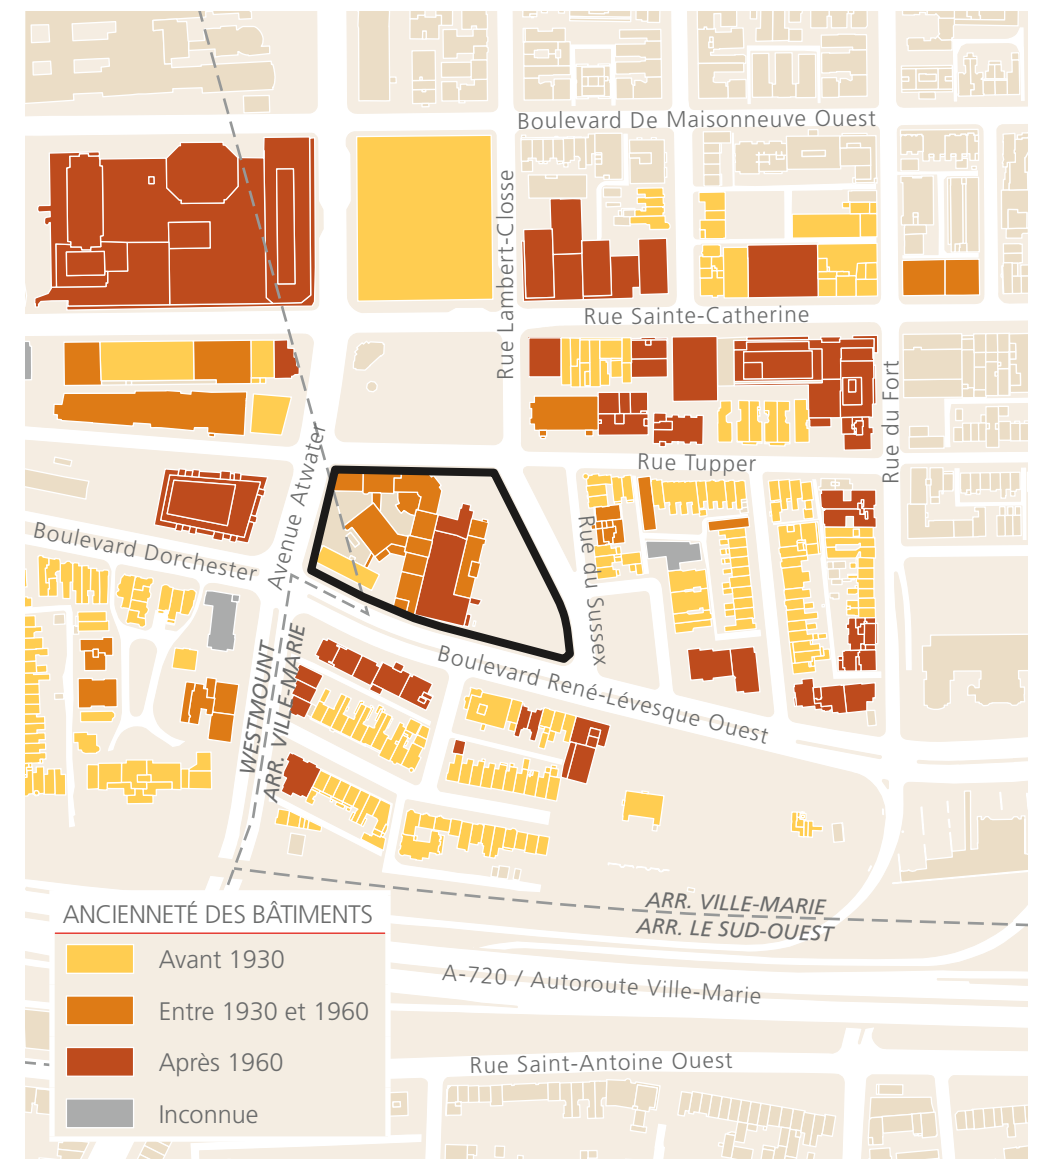 Boulevard De Maisonneuve Ouest
Rue Lambert-Closse
Rue Sainte-Catherine
Rue du Fort
Avenue Atwater
Rue Tupper
Boulevard Dorchester
Rue du Sussex
WESTMOUNT
ARR. VILLE-MARIE
Boulevard René-Lévesque Ouest
ARR. VILLE-MARIE
ARR. LE SUD-OUEST
A-720 / Autoroute Ville-Marie
Rue Saint-Antoine Ouest
ANCIENNETÉ DES BÂTIMENTS
Avant 1930
Entre 1930 et 1960
Après 1960
Inconnue